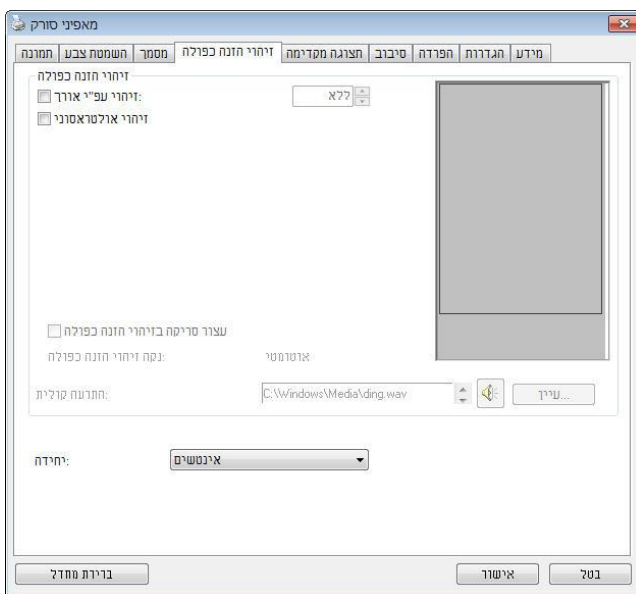 מאפיני סורק
תמונה השמטת צבע מסמך זיהוי הזנה כפולה תצוגה מקדימה סיבוב הפרדה הגדרות מידע
זיהוי הזנה כפולה
זיהוי עפ"י אורך: ללא
זיהוי אולטראסוני
עצור סריקה בזיהוי הזנה כפולה
נקה זיהוי הזנה כפולה: אוטומטי
התרעה קולית: C:\Windows\Media\ding.wav עיין...
יחידה: אינטשים
ברירת מחדל אישור בטל